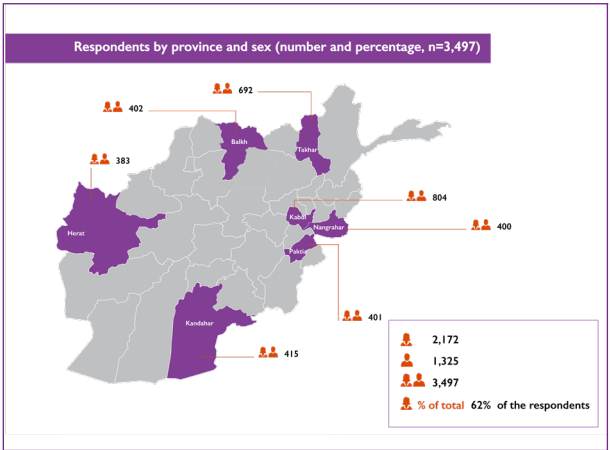 Respondents by province and sex (number and percentage, n=3,497)
692
402
Balkh
Takhar
383
804
Kabul
400
Herat
Nangrahar
Paktia
401
Kandahar
415
2,172
1,325
3,497
% of total 62% of the respondents